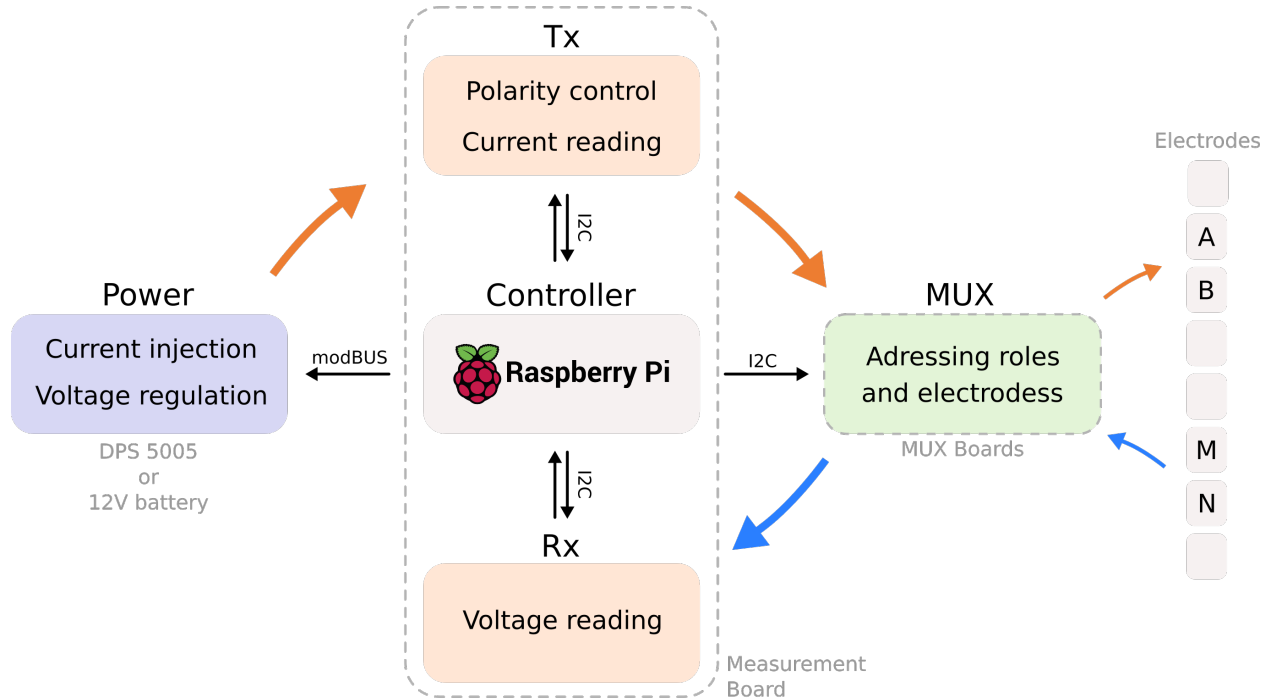 Tx
Polarity control
Current reading
I2C
Power
Current injection
Voltage regulation
DPS 5005
or
12V battery
modBUS
Controller
Raspberry Pi
I2C
MUX
Adressing roles
and electrodess
MUX Boards
I2C
Rx
Voltage reading
Measurement
Board
Electrodes
A
B
M
N